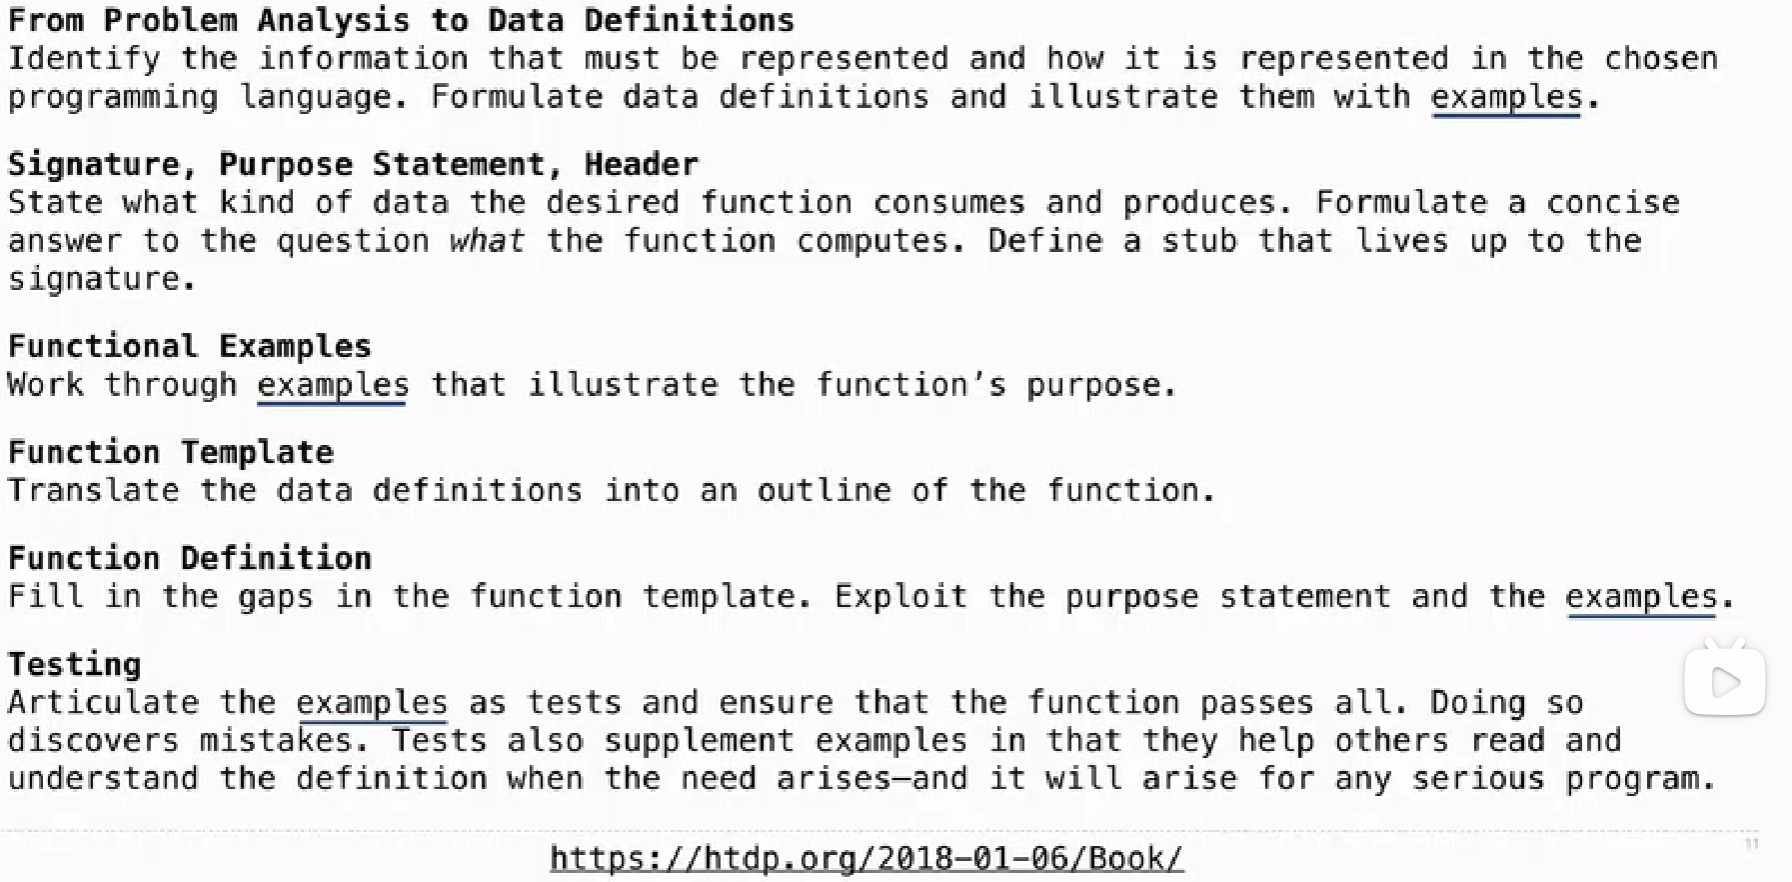 From Problem Analysis to Data Definitions
Identify the information that must be represented and how it is represented in the chosen
programming language. Formulate data definitions and illustrate them with examples.
Signature, Purpose Statement, Header
State what kind of data the desired function consumes and produces. Formulate a concise
answer to the question what the function computes. Define a stub that lives up to the
signature.
Functional Examples
Work through examples that illustrate the function’s purpose.
Function Template
Translate the data definitions into an outline of the function.
Function Definition
Fill in the gaps in the function template. Exploit the purpose statement and the examples.
Testing
Articulate the examples as tests and ensure that the function passes all. Doing so
discovers mistakes. Tests also supplement examples in that they help others read and
understand the definition when the need arises—and it will arise for any serious program.
11
https://htdp.org/2018-01-06/Book/